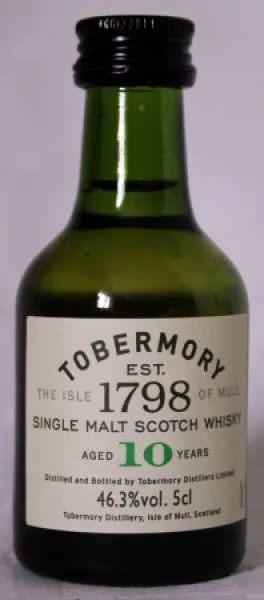 TOBERMORY
EST.
THE ISLE 1798 OF MULL
SINGLE MALT SCOTCH WHISKY
AGED 10 YEARS
Distilled and Bottled by Tobermory Distillers Limited
46.3%vol. 5cl
Tobermory Distillery, Isle of Mull, Scotland